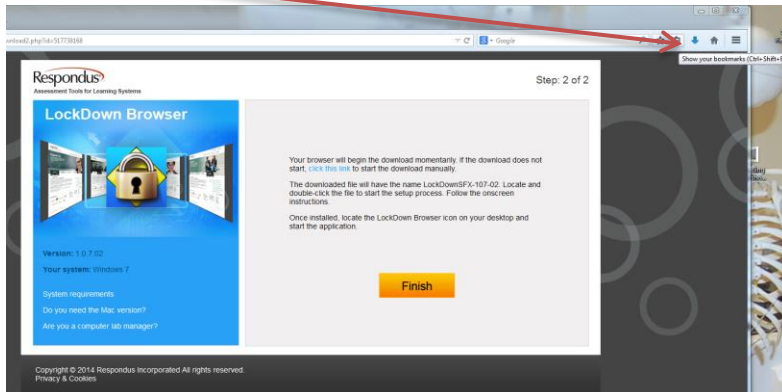 wnload2.php?id=517738168
Google
Show your bookmarks (Ctrl+Shift+B
Respondus
Assessment Tools for Learning Systems
Step: 2 of 2
LockDown Browser
Your browser will begin the download momentarily. If the download does not
start, click this link to start the download manually.
The downloaded file will have the name LockDownSFX-107-02. Locate and
double-click the file to start the setup process. Follow the onscreen
instructions.
Once installed, locate the LockDown Browser icon on your desktop and
start the application.
Version: 1.0.7.02
Your system: Windows 7
Finish
System requirements
Do you need the Mac version?
Are you a computer lab manager?
Copyright © 2014 Respondus Incorporated All rights reserved.
Privacy & Cookies